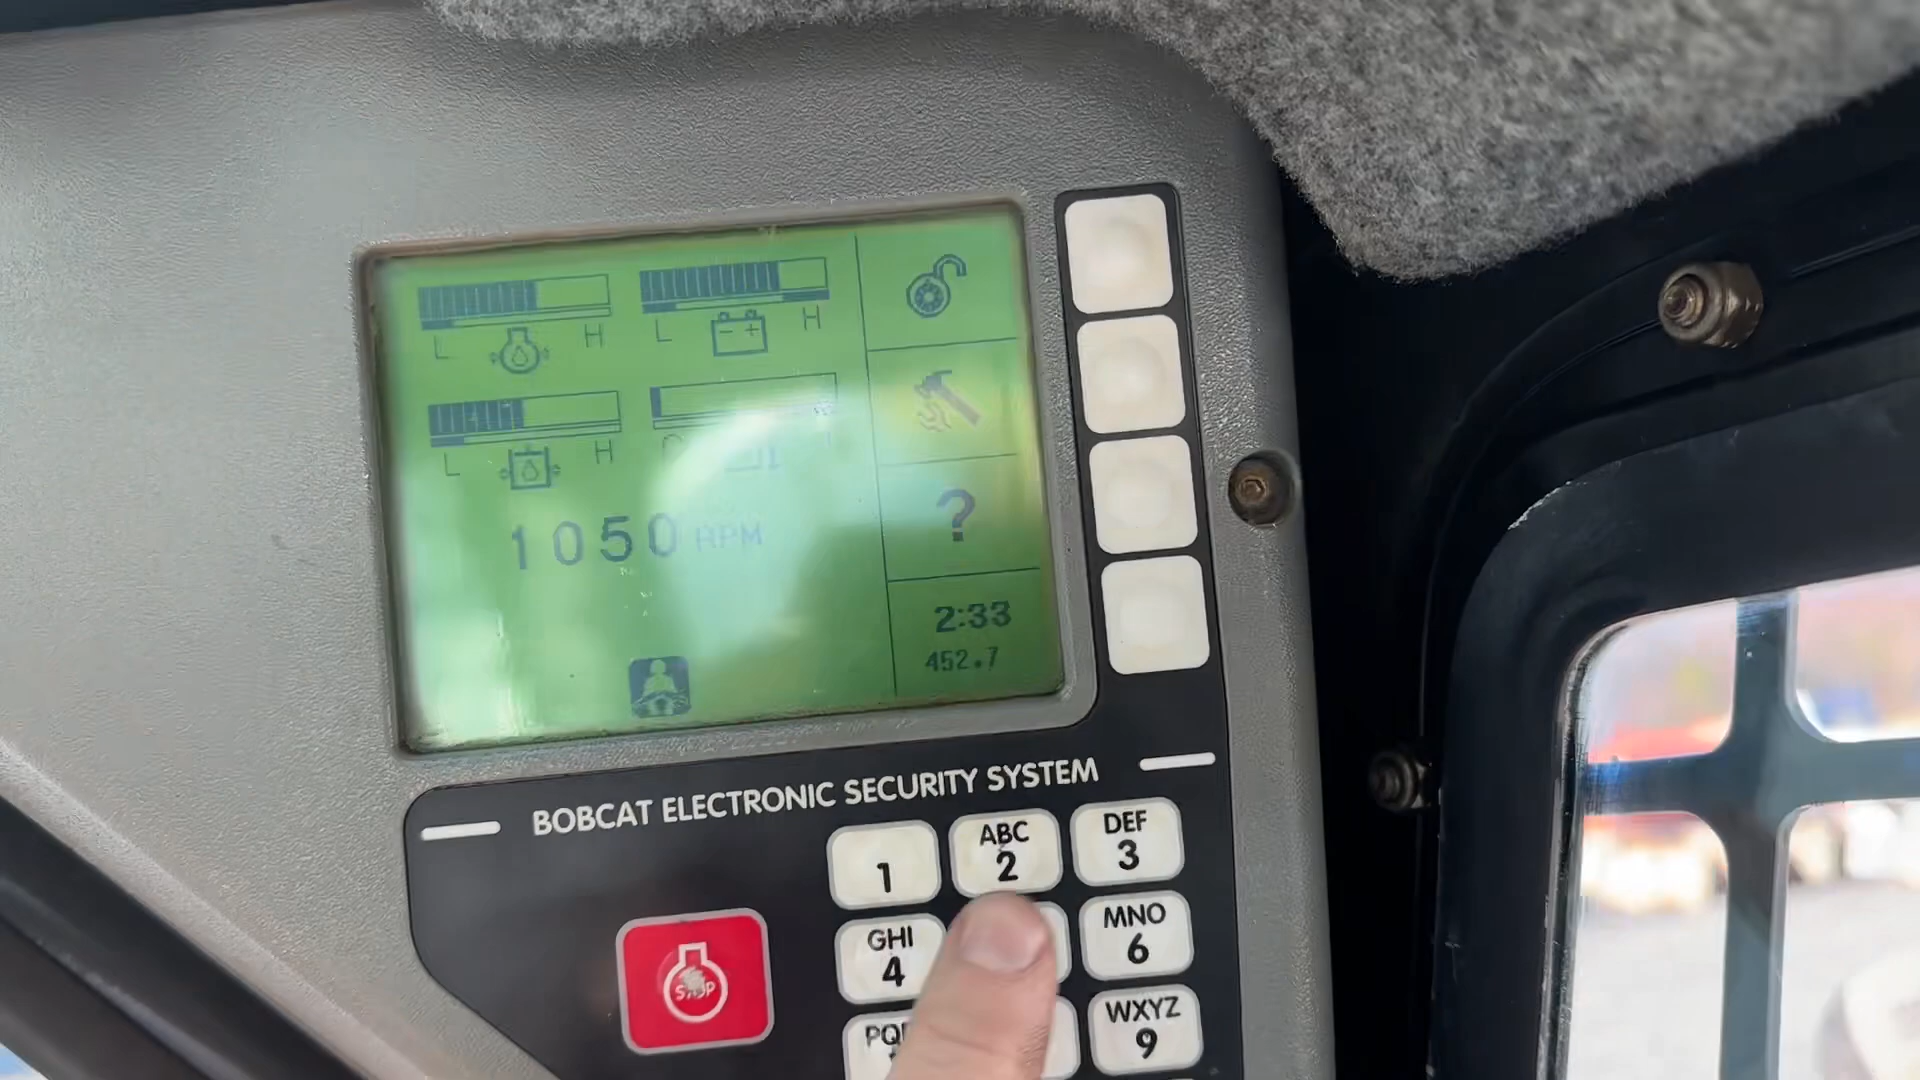 L H
L H
L H
1050 RPM
?
2:33
452.7
BOBCAT ELECTRONIC SECURITY SYSTEM
1
ABC
2
DEF
3
GHI
4
MNO
6
STOP
WXYZ
9